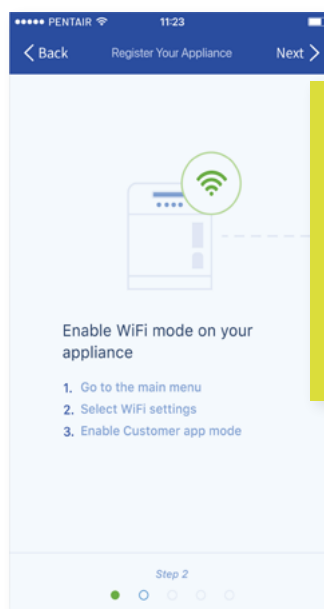 PENTAIR 11:23
Back Register Your Appliance Next
Enable WiFi mode on your
appliance
1. Go to the main menu
2. Select WiFi settings
3. Enable Customer app mode
Step 2